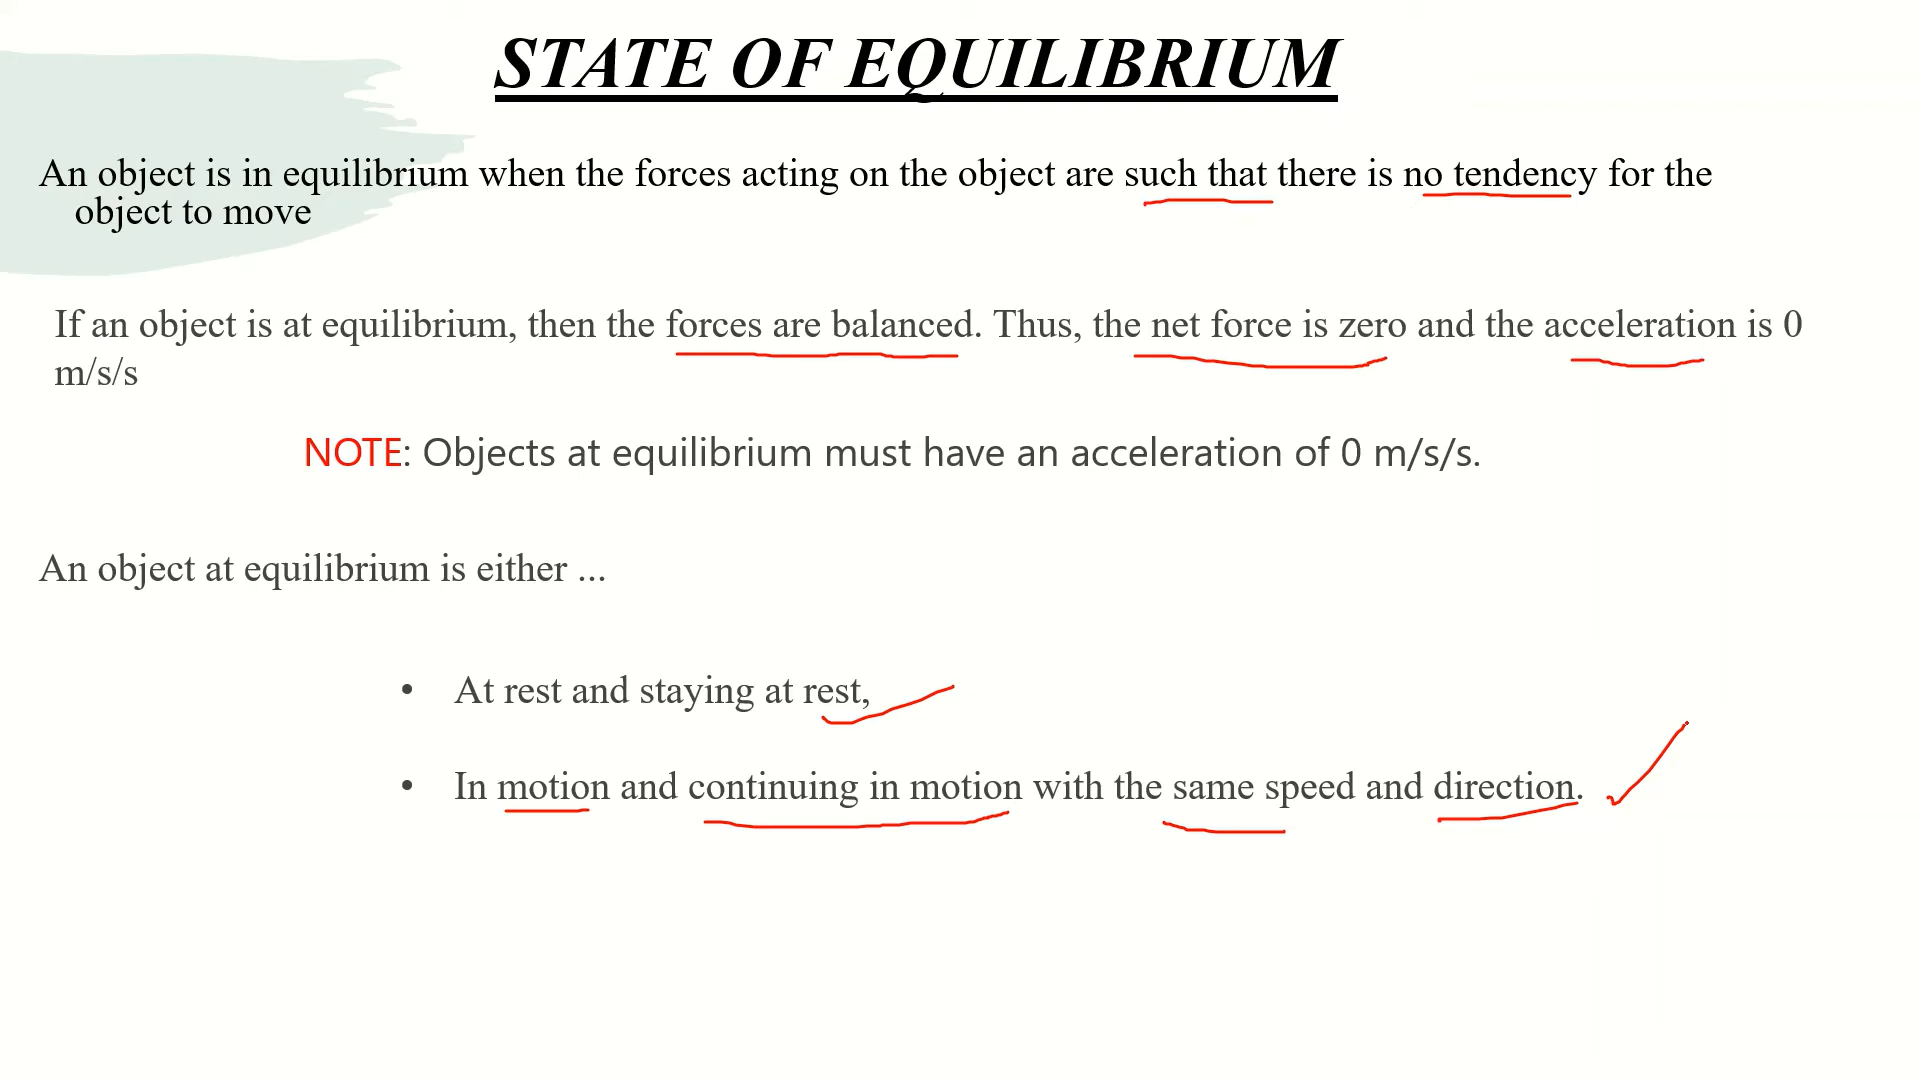 STATE OF EQUILIBRIUM
An object is in equilibrium when the forces acting on the object are such that there is no tendency for the
object to move
If an object is at equilibrium, then the forces are balanced. Thus, the net force is zero and the acceleration is 0
m/s/s
NOTE: Objects at equilibrium must have an acceleration of 0 m/s/s.
An object at equilibrium is either ...
• At rest and staying at rest,
• In motion and continuing in motion with the same speed and direction.